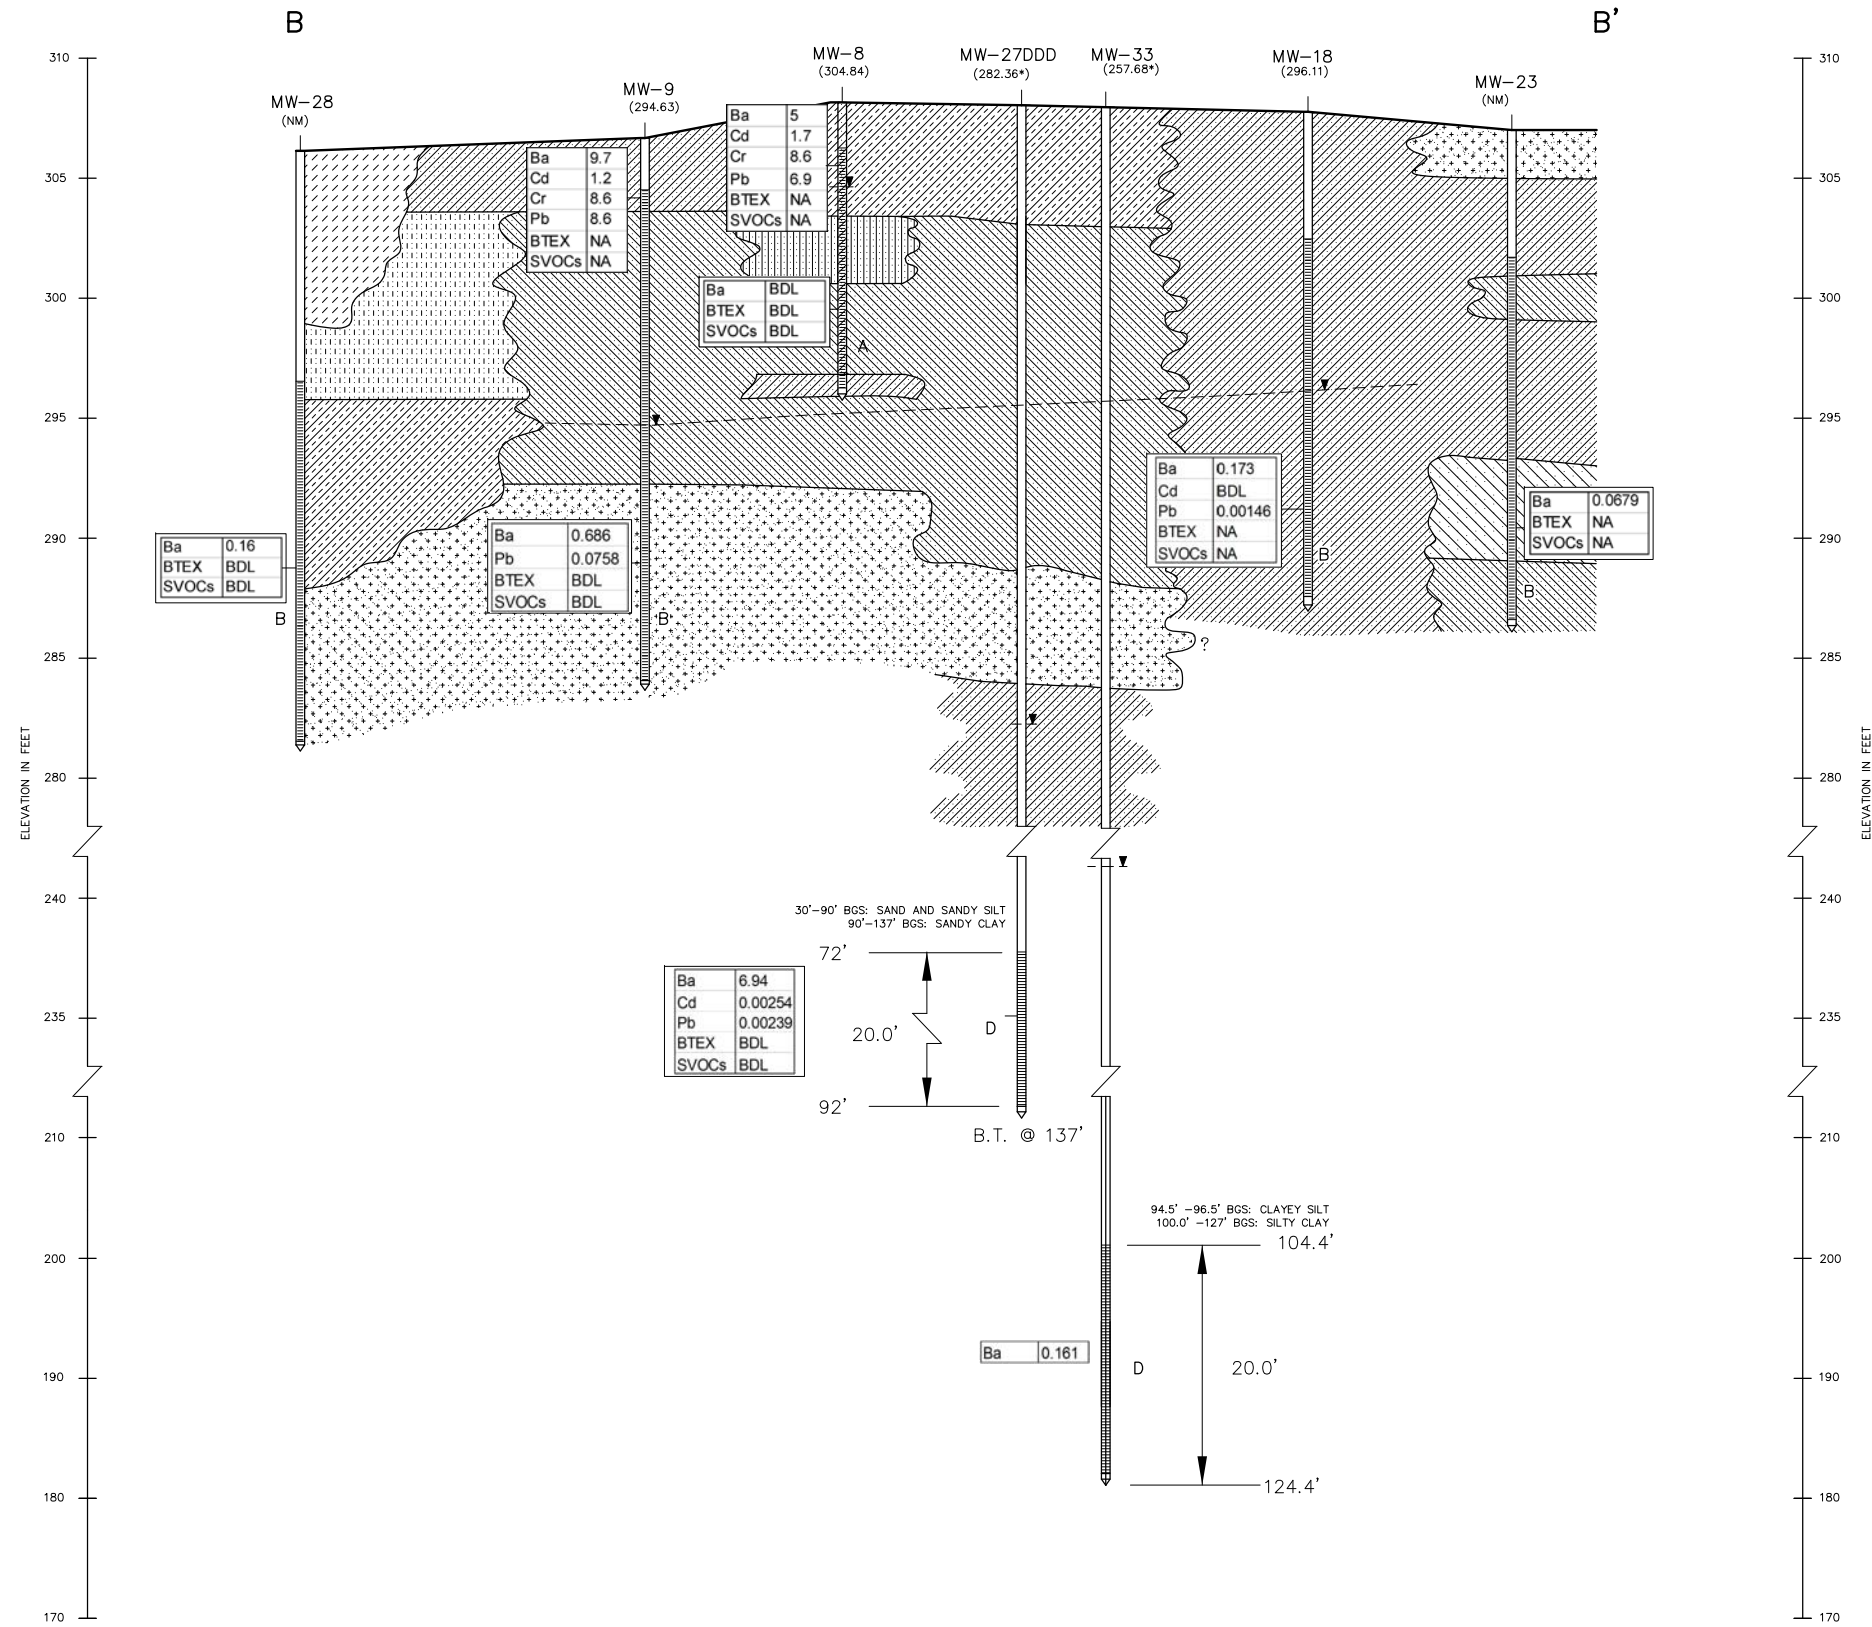 B
B'
MW-28
(NM)
MW-9
(294.63)
MW-8
(304.84)
MW-27DDD
(282.36*)
MW-33
(257.68*)
MW-18
(296.11)
MW-23
(NM)
310
305
300
295
290
285
280
240
235
210
200
190
180
170
ELEVATION IN FEET
Ba 9.7
Cd 1.2
Cr 8.6
Pb 8.6
BTEX NA
SVOCs NA
Ba 5
Cd 1.7
Cr 8.6
Pb 6.9
BTEX NA
SVOCs NA
Ba BDL
BTEX BDL
SVOCs BDL
A
Ba 0.16
BTEX BDL
SVOCs BDL
B
Ba 0.686
Pb 0.0758
BTEX BDL
SVOCs BDL
B
Ba 0.173
Cd BDL
Pb 0.00146
BTEX NA
SVOCs NA
B
Ba 0.0679
BTEX NA
SVOCs NA
B
?
30'-90' BGS: SAND AND SANDY SILT
90'-137' BGS: SANDY CLAY
72'
20.0'
92'
D
Ba 6.94
Cd 0.00254
Pb 0.00239
BTEX BDL
SVOCs BDL
B.T. @ 137'
94.5' -96.5' BGS: CLAYEY SILT
100.0' -127' BGS: SILTY CLAY
104.4'
Ba 0.161
D
20.0'
124.4'
310
305
300
295
290
285
280
240
235
210
200
190
180
170
ELEVATION IN FEET